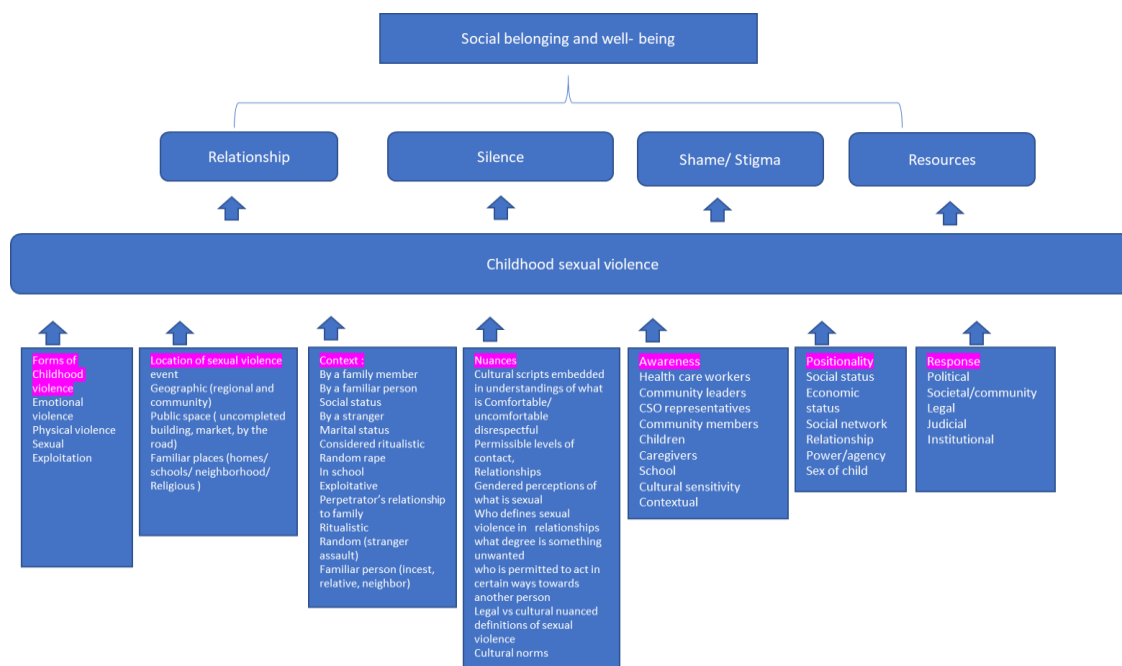 Social belonging and well- being
Relationship
Silence
Shame/ Stigma
Resources
Childhood sexual violence
Forms of
Childhood
violence
Emotional
violence
Physical violence
Sexual
Exploitation
Location of sexual violence
event
Geographic (regional and
community)
Public space ( uncompleted
building, market, by the
road)
Familiar places (homes/
schools/ neighborhood/
Religious )
Context :
By a family member
By a familiar person
Social status
By a stranger
Marital status
Considered ritualistic
Random rape
In school
Exploitative
Perpetrator's relationship
to family
Ritualistic
Random (stranger
assault)
Familiar person (incest,
relative, neighbor)
Nuances
Cultural scripts embedded
in understandings of what
is Comfortable/
uncomfortable
disrespectful
Permissible levels of
contact,
Relationships
Gendered perceptions of
what is sexual
Who defines sexual
violence in relationships
what degree is something
unwanted
who is permitted to act in
certain ways towards
another person
Legal vs cultural nuanced
definitions of sexual
violence
Cultural norms
Awareness
Health care workers
Community leaders
CSO representatives
Community members
Children
Caregivers
School
Cultural sensitivity
Contextual
Positionality
Social status
Economic
status
Social network
Relationship
Power/agency
Sex of child
Response
Political
Societal/community
Legal
Judicial
Institutional